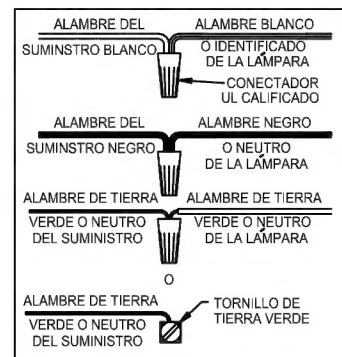 ALAMBRE DEL ALAMBRE BLANCO
SUMINSTRO BLANCO O IDENTIFICADO
DE LA LÁMPARA
CONECTADOR
UL CALIFICADO
ALAMBRE DEL ALAMBRE NEGRO
SUMINSTRO NEGRO O NEUTRO
DE LA LÁMPARA
ALAMBRE DE TIERRA ALAMBRE DE TIERRA
VERDE O NEUTRO VERDE O NEUTRO
DEL SUMINISTRO DE LA LÁMPARA
O
ALAMBRE DE TIERRA TORNILLO DE
VERDE O NEUTRO TIERRA VERDE
DEL SUMINISTRO